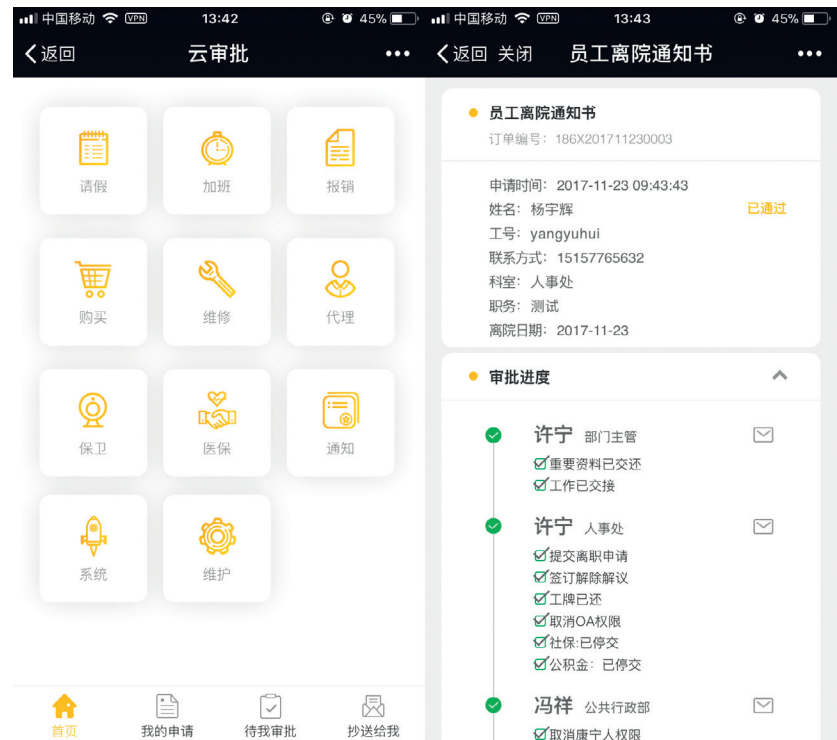 中国移动 VPN 13:42 45%
返回 云审批
请假 加班 报销
购买 维修 代理
保卫 医保 通知
系统 维护
首页 我的申请 待我审批 抄送给我
中国移动 VPN 13:43 45%
返回 关闭 员工离院通知书
员工离院通知书
订单编号：186X201711230003
申请时间：2017-11-23 09:43:43
姓名：杨宇辉 已通过
工号：yangyuhui
联系方式：15157765632
科室：人事处
职务：测试
离院日期：2017-11-23
审批进度
许宁 部门主管
重要资料已交还
工作已交接
许宁 人事处
提交离职申请
签订解除解议
工牌已还
取消OA权限
社保:已停交
公积金：已停交
冯祥 公共行政部
取消康宁人权限